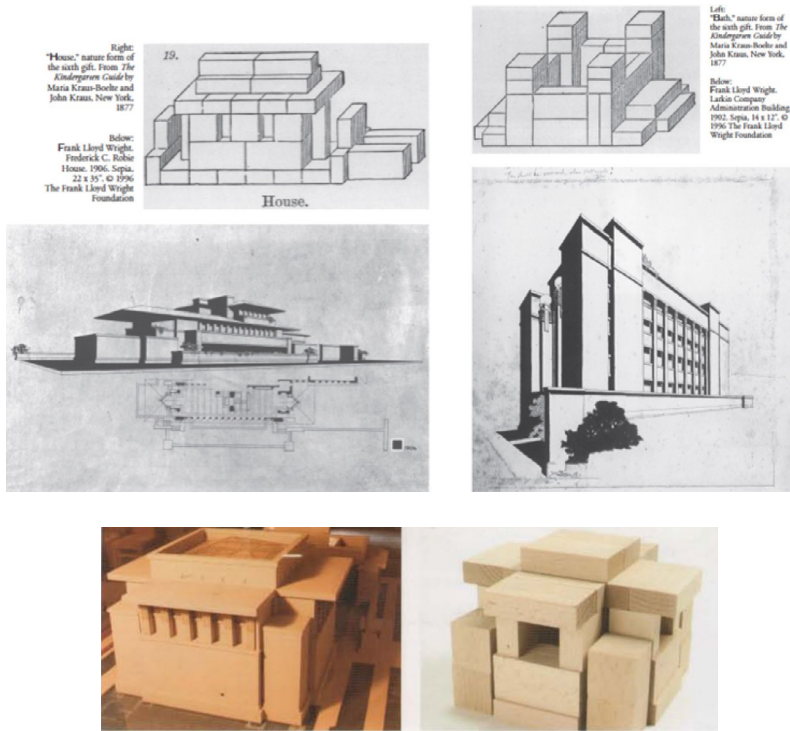 Right:
"House," nature form of
the sixth gift. From The
Kindergarten Guide by
Maria Kraus-Boelte and
John Kraus, New York,
1877
Below:
Frank Lloyd Wright.
Frederick C. Robie
House. 1906. Sepia.
22 x 35". © 1996
The Frank Lloyd Wright
Foundation
19.
House.
Left:
"Bath," nature form of
the sixth gift. From The
Kindergarten Guide by
Maria Kraus-Boelte and
John Kraus, New York,
1877
Below:
Frank Lloyd Wright.
Larkin Company
Administration Building
1902. Sepia, 14 x 12". ©
1996 The Frank Lloyd
Wright Foundation